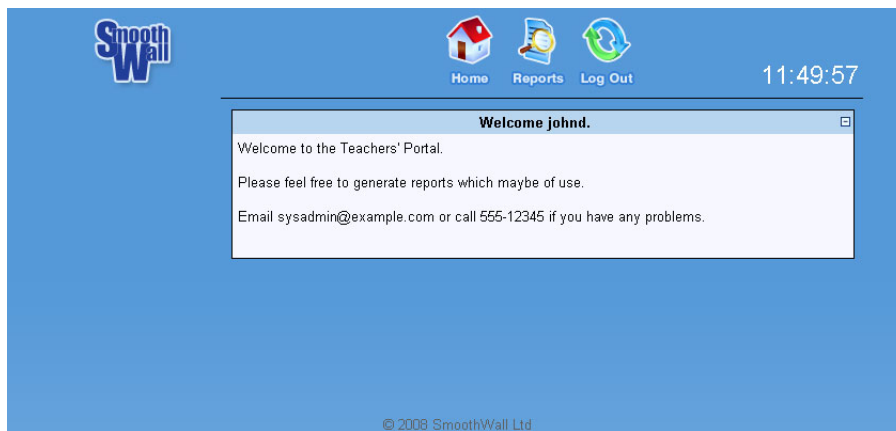 Smooth
Wall
Home Reports Log Out
11:49:57
Welcome johnd.
Welcome to the Teachers' Portal.
Please feel free to generate reports which maybe of use.
Email sysadmin@example.com or call 555-12345 if you have any problems.
© 2008 SmoothWall Ltd